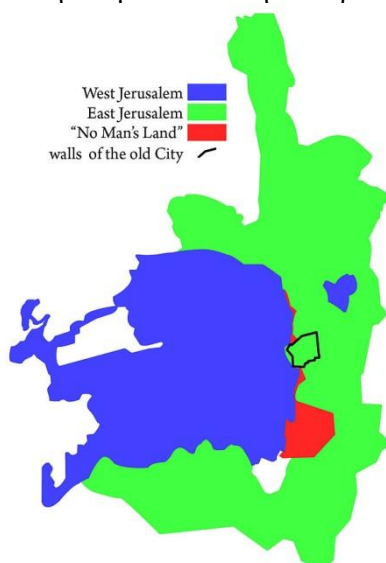 West Jerusalem
East Jerusalem
“No Man’s Land”
walls of the old City